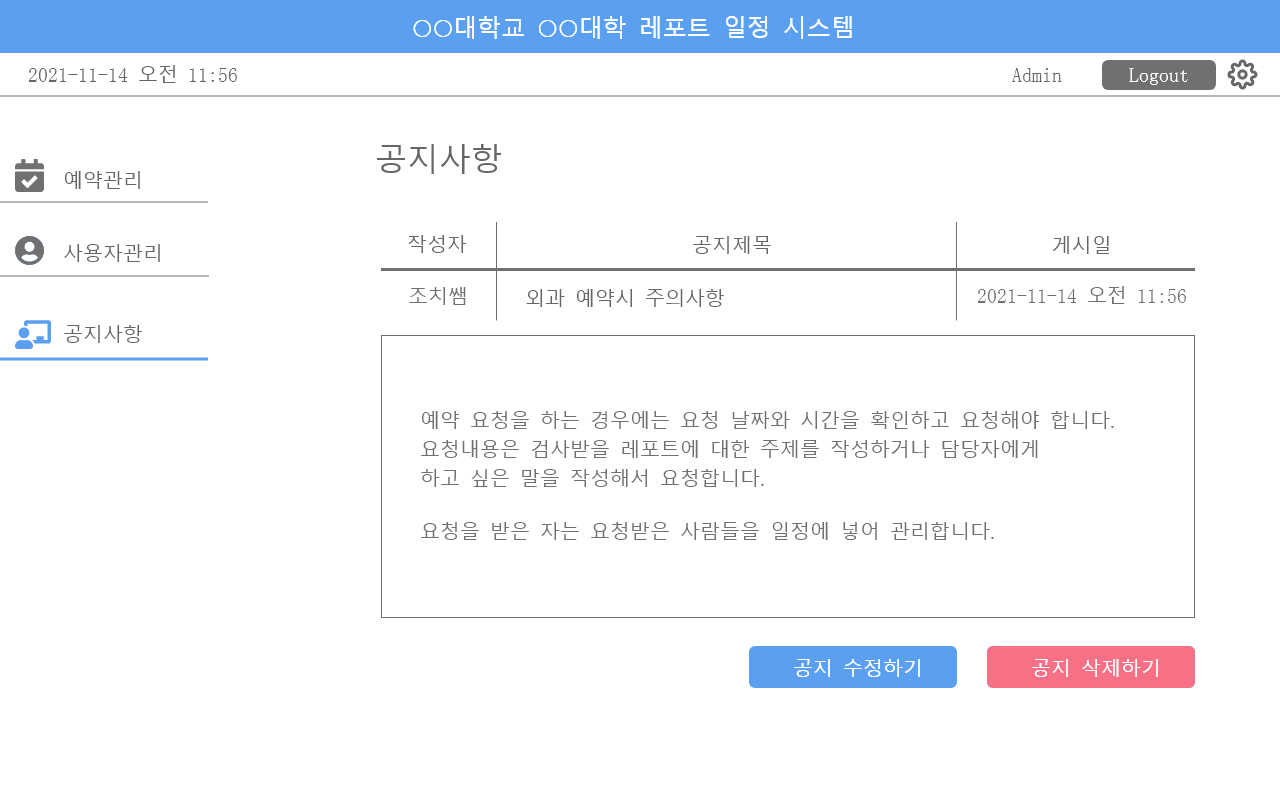 ○○대학교 ○○대학 레포트 일정 시스템
2021-11-14 오전 11:56
Admin
Logout
예약관리
사용자관리
공지사항
공지사항
작성자 공지제목 게시일
조치쌤 외과 예약시 주의사항 2021-11-14 오전 11:56
예약 요청을 하는 경우에는 요청 날짜와 시간을 확인하고 요청해야 합니다.
요청내용은 검사받을 레포트에 대한 주제를 작성하거나 담당자에게
하고 싶은 말을 작성해서 요청합니다.
요청을 받은 자는 요청받은 사람들을 일정에 넣어 관리합니다.
공지 수정하기
공지 삭제하기